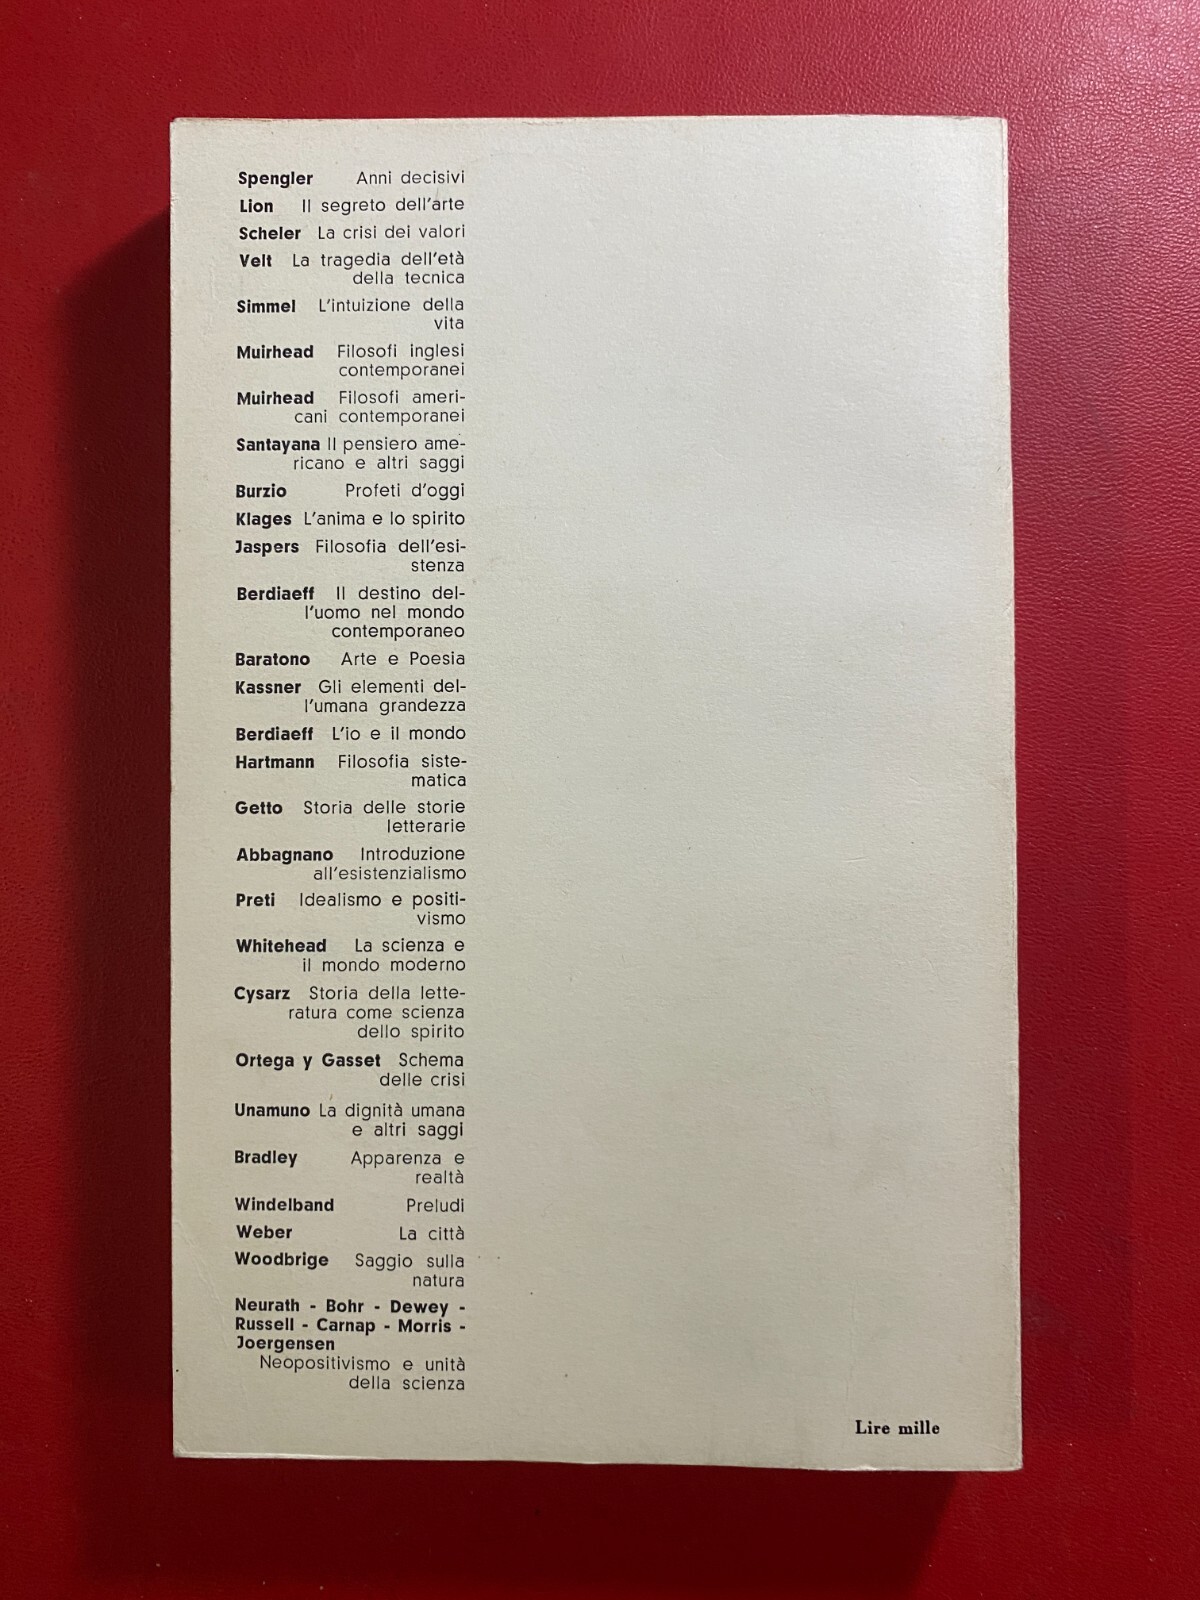 Spengler Anni decisivi
Lion Il segreto dell'arte
Scheler La crisi dei valori
Velt La tragedia dell'età
della tecnica
Simmel L'intuizione della
vita
Muirhead Filosofi inglesi
contemporanei
Muirhead Filosofi ameri-
cani contemporanei
Santayana Il pensiero ame-
ricano e altri saggi
Burzio Profeti d'oggi
Klages L'anima e lo spirito
Jaspers Filosofia dell'esi-
stenza
Berdiaeff Il destino del-
l'uomo nel mondo
contemporaneo
Baratono Arte e Poesia
Kassner Gli elementi del-
l'umana grandezza
Berdiaeff L'io e il mondo
Hartmann Filosofia siste-
matica
Getto Storia delle storie
letterarie
Abbagnano Introduzione
all'esistenzialismo
Preti Idealismo e positi-
vismo
Whitehead La scienza e
il mondo moderno
Cysarz Storia della lette-
ratura come scienza
dello spirito
Ortega y Gasset Schema
delle crisi
Unamuno La dignità umana
e altri saggi
Bradley Apparenza e
realtà
Windelband Preludi
Weber La città
Woodbrige Saggio sulla
natura
Neurath - Bohr - Dewey -
Russell - Carnap - Morris -
Joergensen
Neopositivismo e unità
della scienza
Lire mille